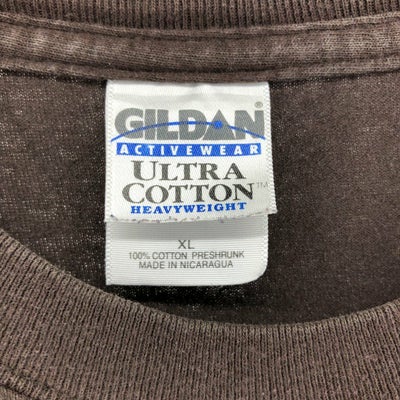 GILDAN®
ACTIVEWEAR
ULTRA
COTTON™
HEAVYWEIGHT
XL
100% COTTON PRESHRUNK
MADE IN NICARAGUA